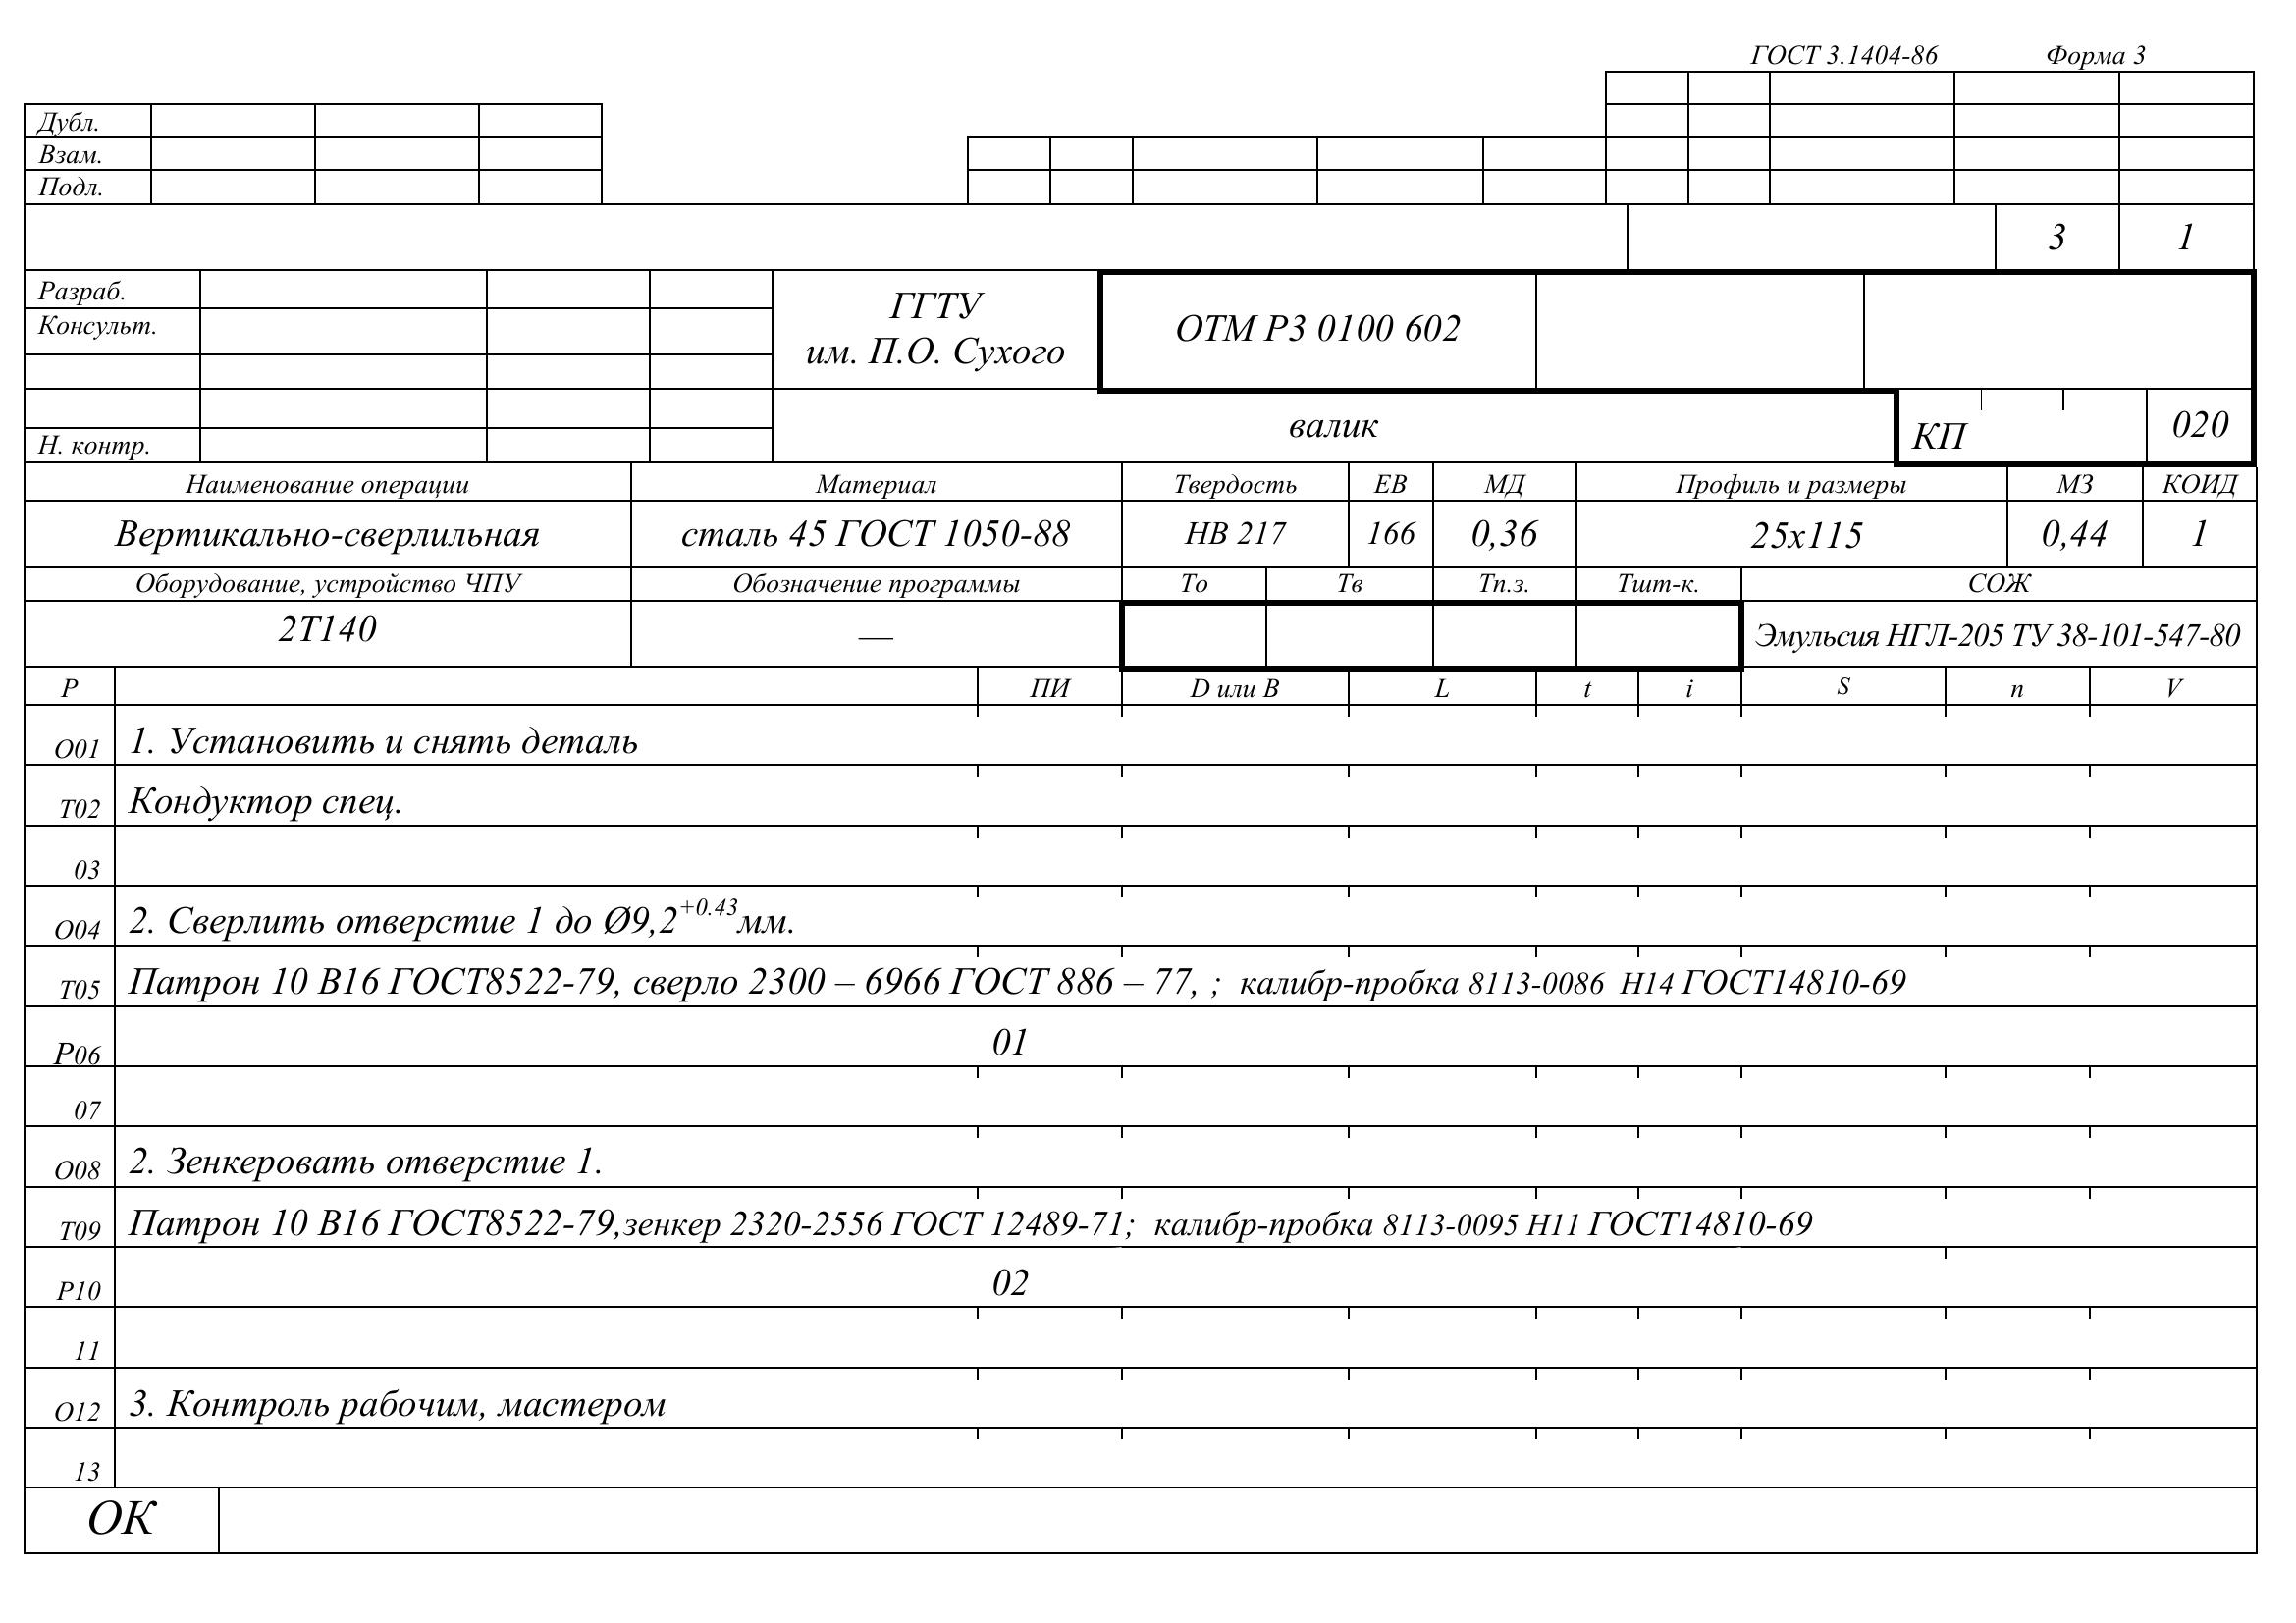 ГОСТ 3.1404-86 Форма 3
Дубл.
Взам.
Подл.
3 1
Разраб.
Консульт.
ГГТУ
им. П.О. Сухого
ОТМ РЗ 0100 602
валик
КП 020
Н. контр.
Наименование операции Материал Твердость ЕВ МД Профиль и размеры МЗ КОИД
Вертикально-сверлильная сталь 45 ГОСТ 1050-88 НВ 217 166 0,36 25х115 0,44 1
Оборудование, устройство ЧПУ Обозначение программы То Тв Тп.з. Тшт-к. СОЖ
2Т140 — Эмульсия НГЛ-205 ТУ 38-101-547-80
Р ПИ D или В L t i S n V
О01 1. Установить и снять деталь
Т02 Кондуктор спец.
03
О04 2. Сверлить отверстие 1 до Ø9,2+0.43мм.
Т05 Патрон 10 В16 ГОСТ8522-79, сверло 2300 – 6966 ГОСТ 886 – 77, ; калибр-пробка 8113-0086 Н14 ГОСТ14810-69
Р06 01
07
О08 2. Зенкеровать отверстие 1.
Т09 Патрон 10 В16 ГОСТ8522-79,зенкер 2320-2556 ГОСТ 12489-71; калибр-пробка 8113-0095 Н11 ГОСТ14810-69
Р10 02
11
О12 3. Контроль рабочим, мастером
13
ОК